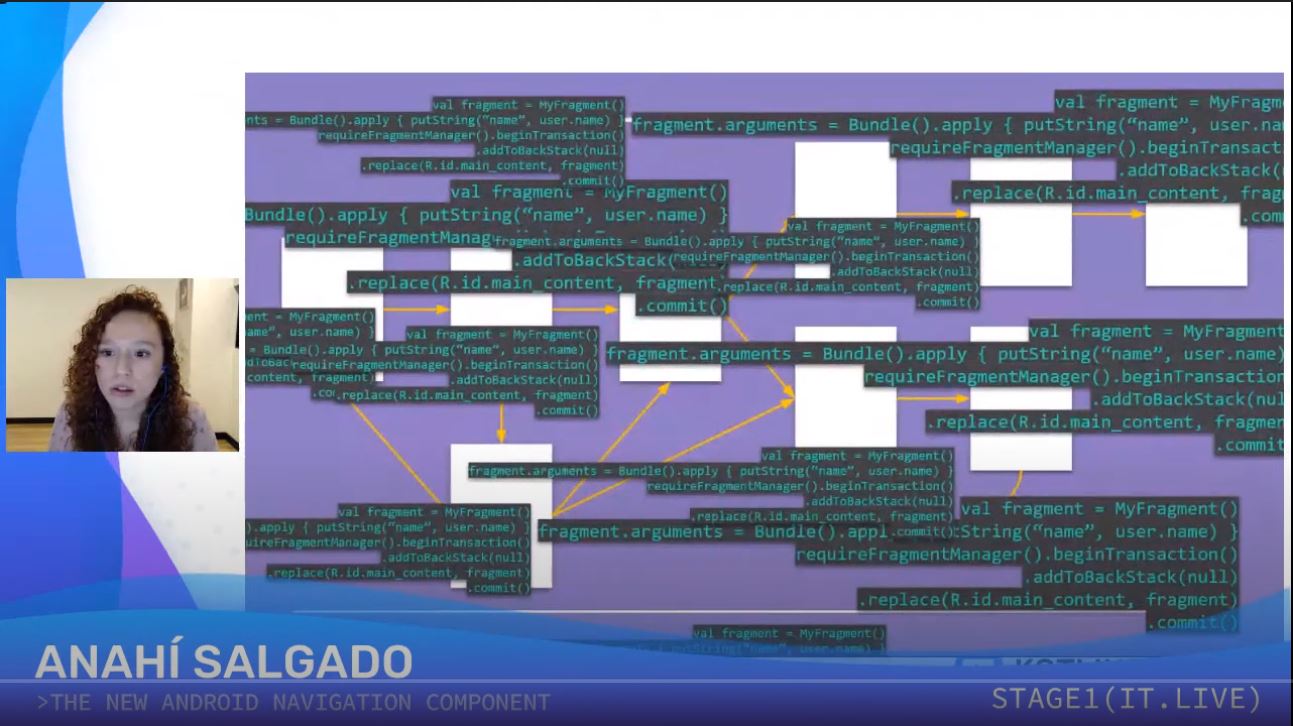 val fragment = MyFragment()
nts = Bundle().apply { putString(“name”, user.name) }
requireFragmentManager().beginTransaction()
.addToBackStack(null)
.replace(R.id.main_content, fragment)
.commit()
val fragment = MyFragm
fragment.arguments = Bundle().apply { putString(“name”, user.na
requireFragmentManager().beginTransact
.addToBackStack(
.replace(R.id.main_content, frag
.com
val fragment = MyFragment()
Bundle().apply { putString(“name”, user.name) }
requireFragmentManag
.addToBackStack(
.replace(R.id.main_content, fragment
.commit()
val fragment = MyFragment()
fragment.arguments = Bundle().apply { putString(“name”, user.name) }
requireFragmentManager().beginTransaction()
.addToBackStack(null)
.replace(R.id.main_content, fragment)
.commit()
ent = MyFragment()
ame”, user.name) }
content, fragment)
.co
val fragment = MyFragment()
= Bundle().apply { putString(“name”, user.name) }
requireFragmentManager().beginTransaction()
.addToBackStack(null)
.replace(R.id.main_content, fragment)
.commit()
val fragment = MyFragm
fragment.arguments = Bundle().apply { putString(“name”, user.name)
requireFragmentManager().beginTransaction
.addToBackStack(nul
.replace(R.id.main_content, fragmen
.commit
val fragment = MyFragment()
fragment.arguments = Bundle().apply { putString(“name”, user.name) }
requireFragmentManager().beginTransaction()
.addToBackStack(null)
.replace(R.id.main_content, fragment)
.commit()
val fragment = MyFragment()
).apply { putString(“name”, user.name) }
uireFragmentManager().beginTransaction()
.addToBackStack(null)
.replace(R.id.main_content, fragment)
.commit()
val fragment = MyFragment()
fragment.arguments = Bundle().appl tString(“name”, user.name) }
requireFragmentManager().beginTransaction()
.addToBackStack(null)
.replace(R.id.main_content, fragment)
.commit()
val fragment = MyFragment()
ANAHÍ SALGADO
>THE NEW ANDROID NAVIGATION COMPONENT
STAGE1(IT.LIVE)